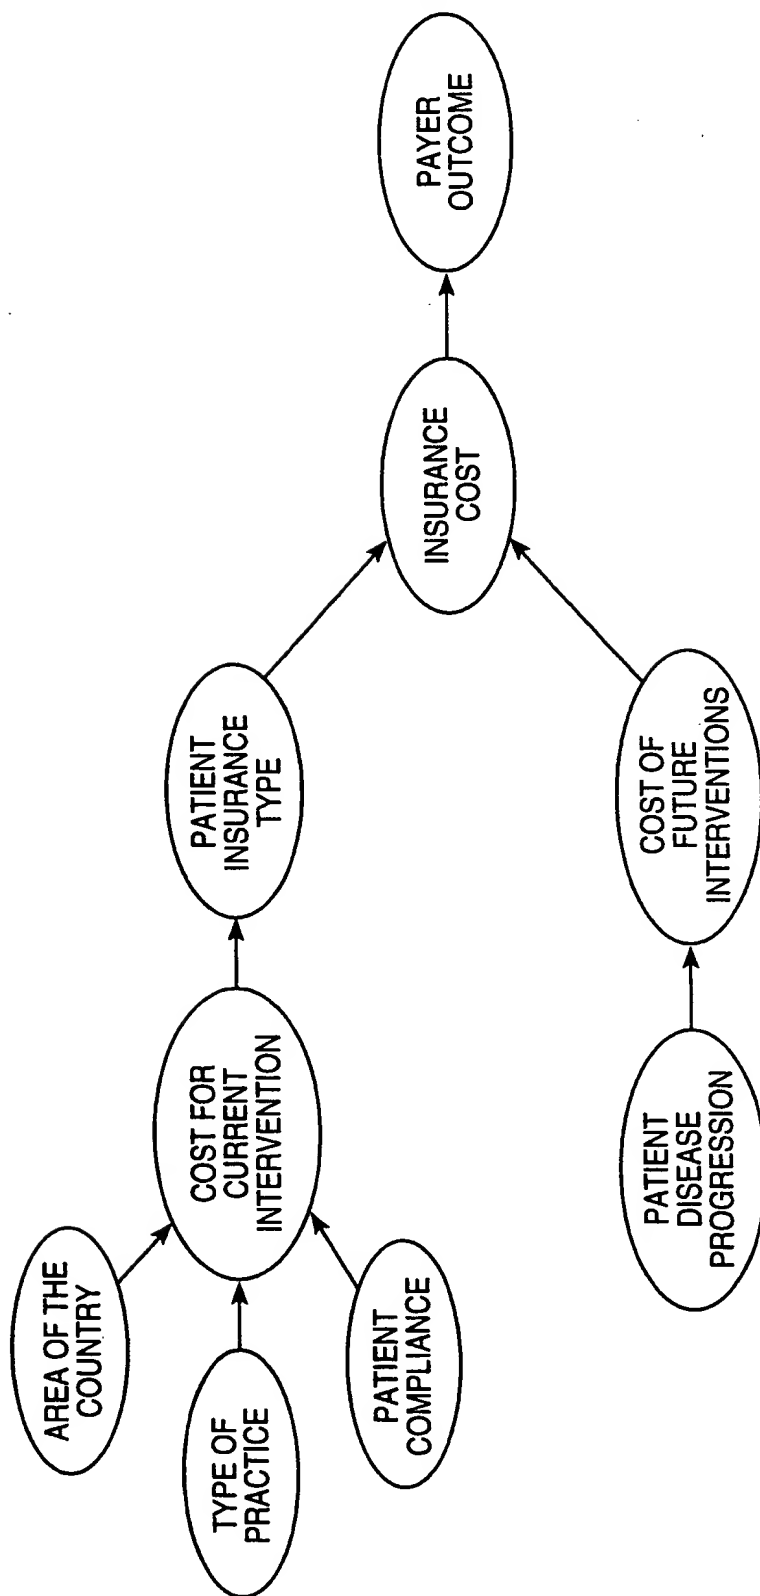 AREA OF THE
COUNTRY
TYPE OF
PRACTICE
PATIENT
COMPLIANCE
COST FOR
CURRENT
INTERVENTION
PATIENT
INSURANCE
TYPE
PATIENT
DISEASE
PROGRESSION
COST OF
FUTURE
INTERVENTIONS
INSURANCE
COST
PAYER
OUTCOME